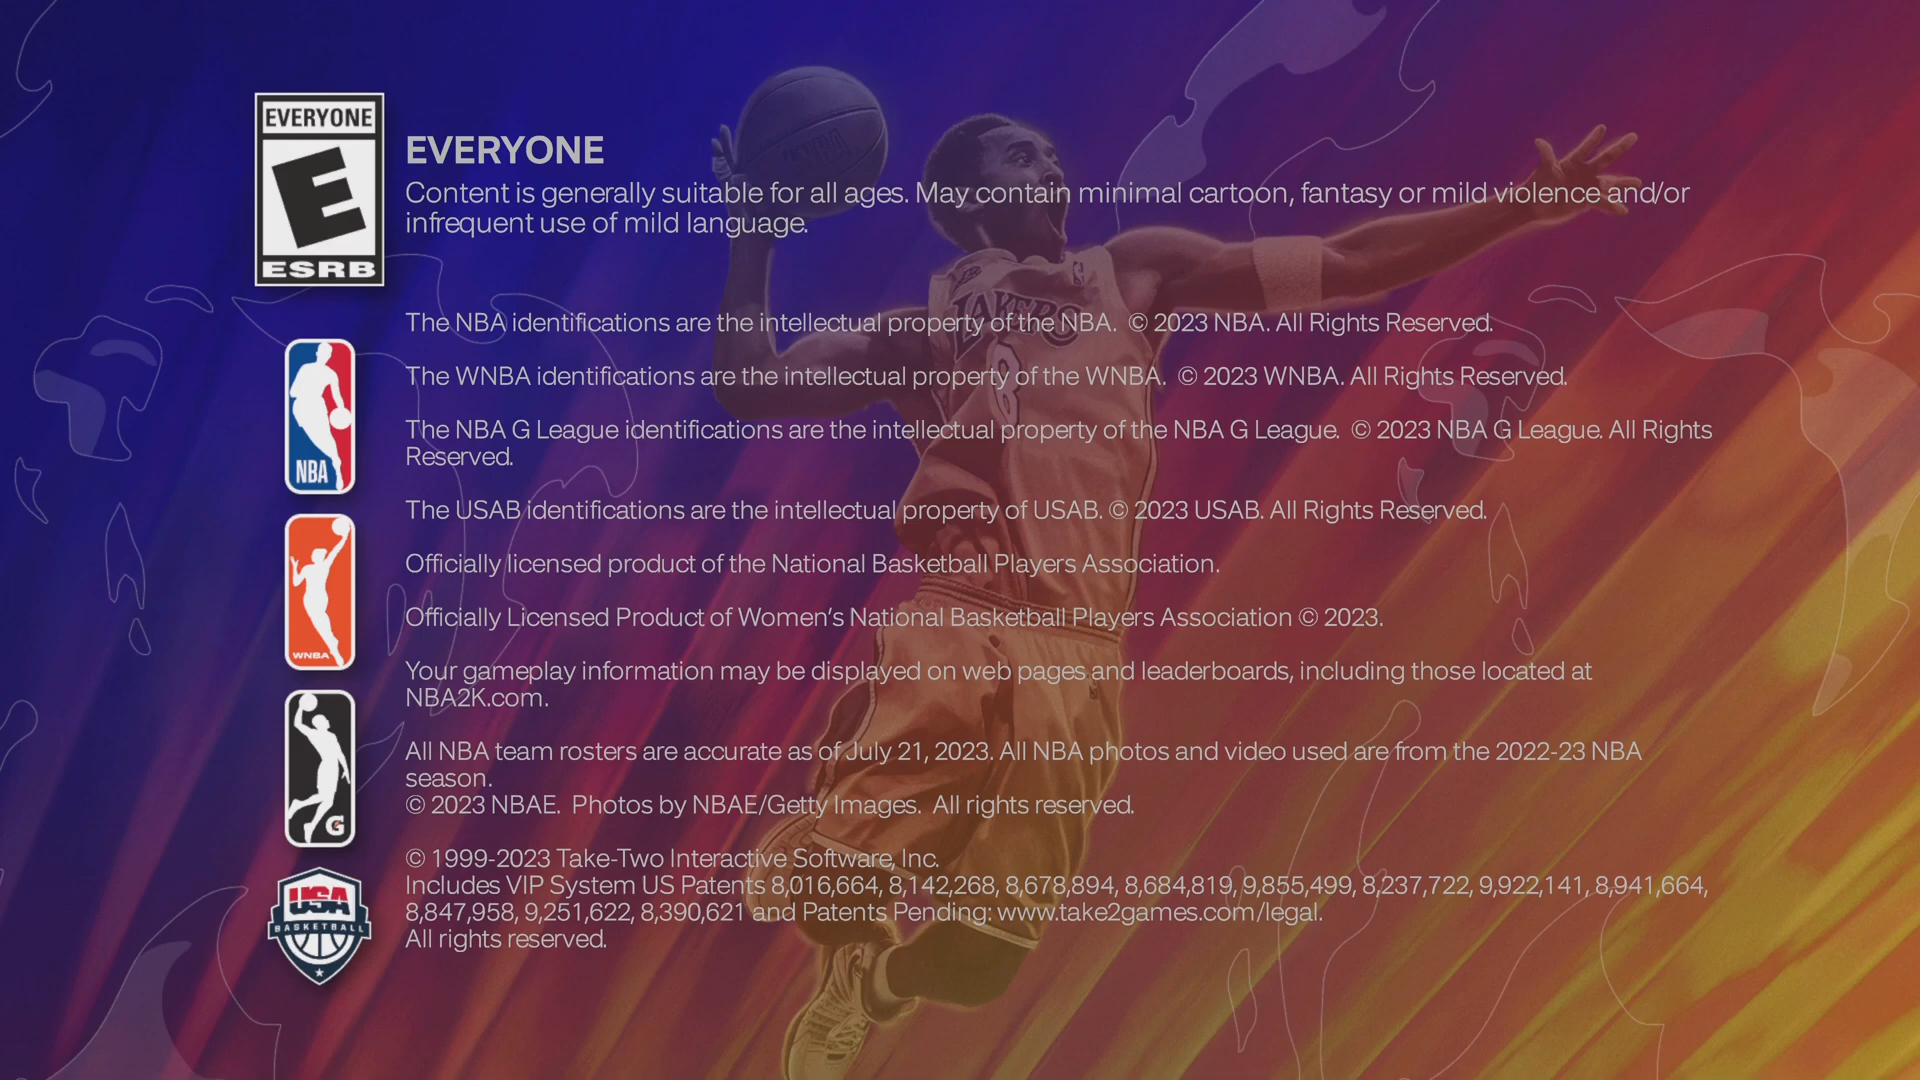 EVERYONE
E
ESRB
EVERYONE
Content is generally suitable for all ages. May contain minimal cartoon, fantasy or mild violence and/or
infrequent use of mild language.
LAKERS
8
The NBA identifications are the intellectual property of the NBA.  © 2023 NBA. All Rights Reserved.
NBA
The WNBA identifications are the intellectual property of the WNBA.  © 2023 WNBA. All Rights Reserved.
The NBA G League identifications are the intellectual property of the NBA G League.  © 2023 NBA G League. All Rights
Reserved.
The USAB identifications are the intellectual property of USAB. © 2023 USAB. All Rights Reserved.
WNBA
Officially licensed product of the National Basketball Players Association.
Officially Licensed Product of Women’s National Basketball Players Association © 2023.
Your gameplay information may be displayed on web pages and leaderboards, including those located at
NBA2K.com.
G
All NBA team rosters are accurate as of July 21, 2023. All NBA photos and video used are from the 2022-23 NBA
season.
© 2023 NBAE.  Photos by NBAE/Getty Images.  All rights reserved.
USA
BASKETBALL
© 1999-2023 Take-Two Interactive Software, Inc.
Includes VIP System US Patents 8,016,664, 8,142,268, 8,678,894, 8,684,819, 9,855,499, 8,237,722, 9,922,141, 8,941,664,
8,847,958, 9,251,622, 8,390,621 and Patents Pending: www.take2games.com/legal.
All rights reserved.